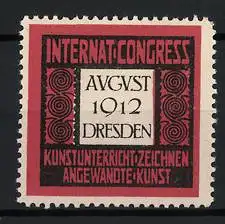 INTERNAT·CONGRESS
AVGVST
1912
DRESDEN
KUNSTUNTERRICHT·ZEICHNEN
ANGEWANDTE·KUNST